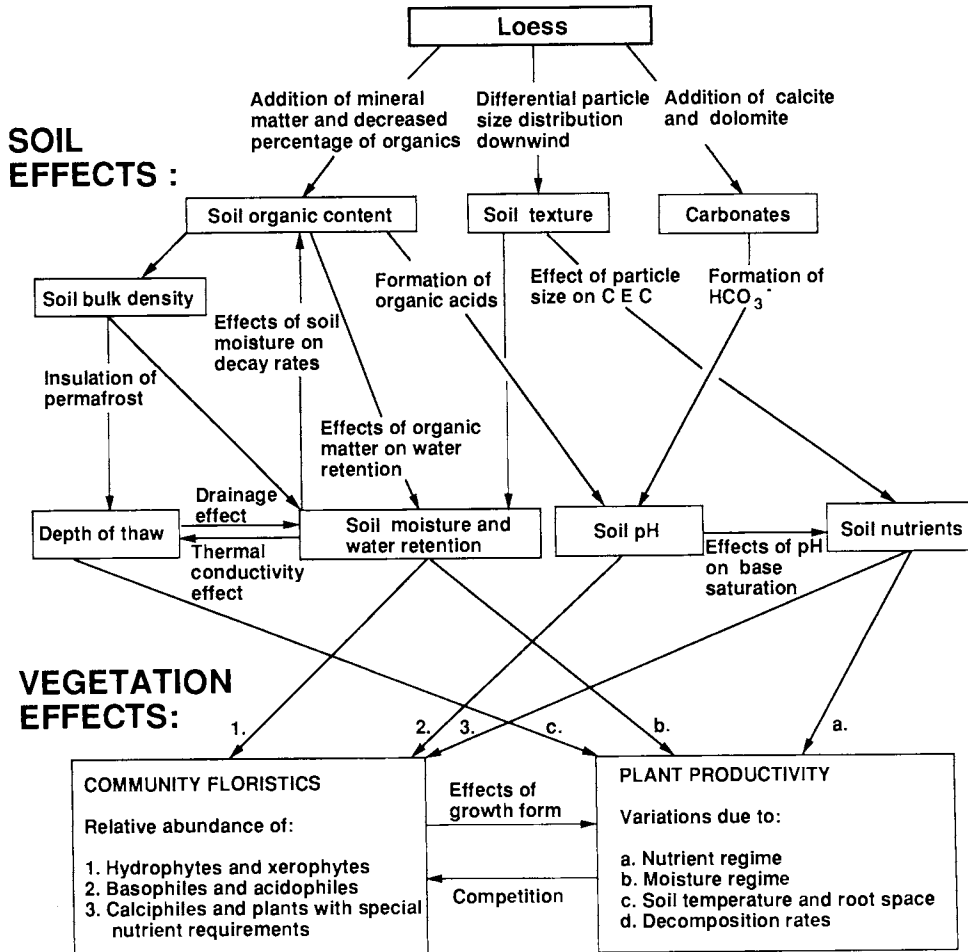 Loess
Addition of mineral
matter and decreased
percentage of organics
Differential particle
size distribution
downwind
Addition of calcite
and dolomite
SOIL
EFFECTS :
Soil organic content
Soil texture
Carbonates
Soil bulk density
Effects of soil
moisture on
decay rates
Formation of
organic acids
Effect of particle
size on C E C
Formation of
HCO3-
Insulation of
permafrost
Effects of organic
matter on water
retention
Depth of thaw
Drainage
effect
Thermal
conductivity
effect
Soil moisture and
water retention
Soil pH
Effects of pH
on base
saturation
Soil nutrients
VEGETATION
EFFECTS:
1.
2.
3.
c.
b.
a.
COMMUNITY FLORISTICS
Relative abundance of:
1. Hydrophytes and xerophytes
2. Basophiles and acidophiles
3. Calciphiles and plants with special
nutrient requirements
Effects of
growth form
Competition
PLANT PRODUCTIVITY
Variations due to:
a. Nutrient regime
b. Moisture regime
c. Soil temperature and root space
d. Decomposition rates